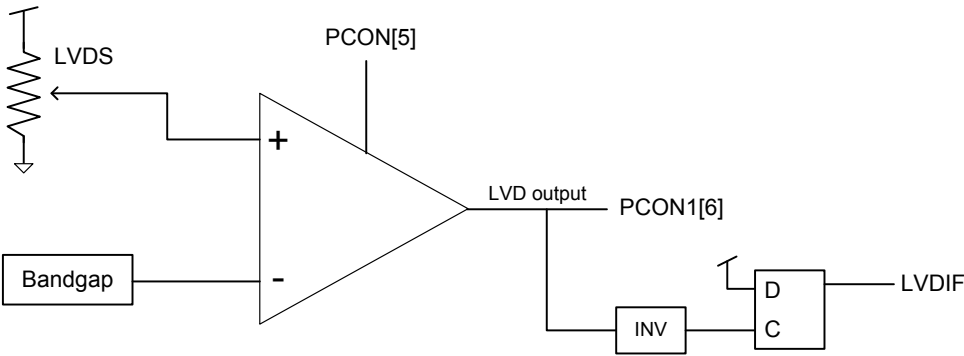 PCON[5]
LVDS
+
LVD output
PCON1[6]
-
Bandgap
LVDIF
D
INV
C